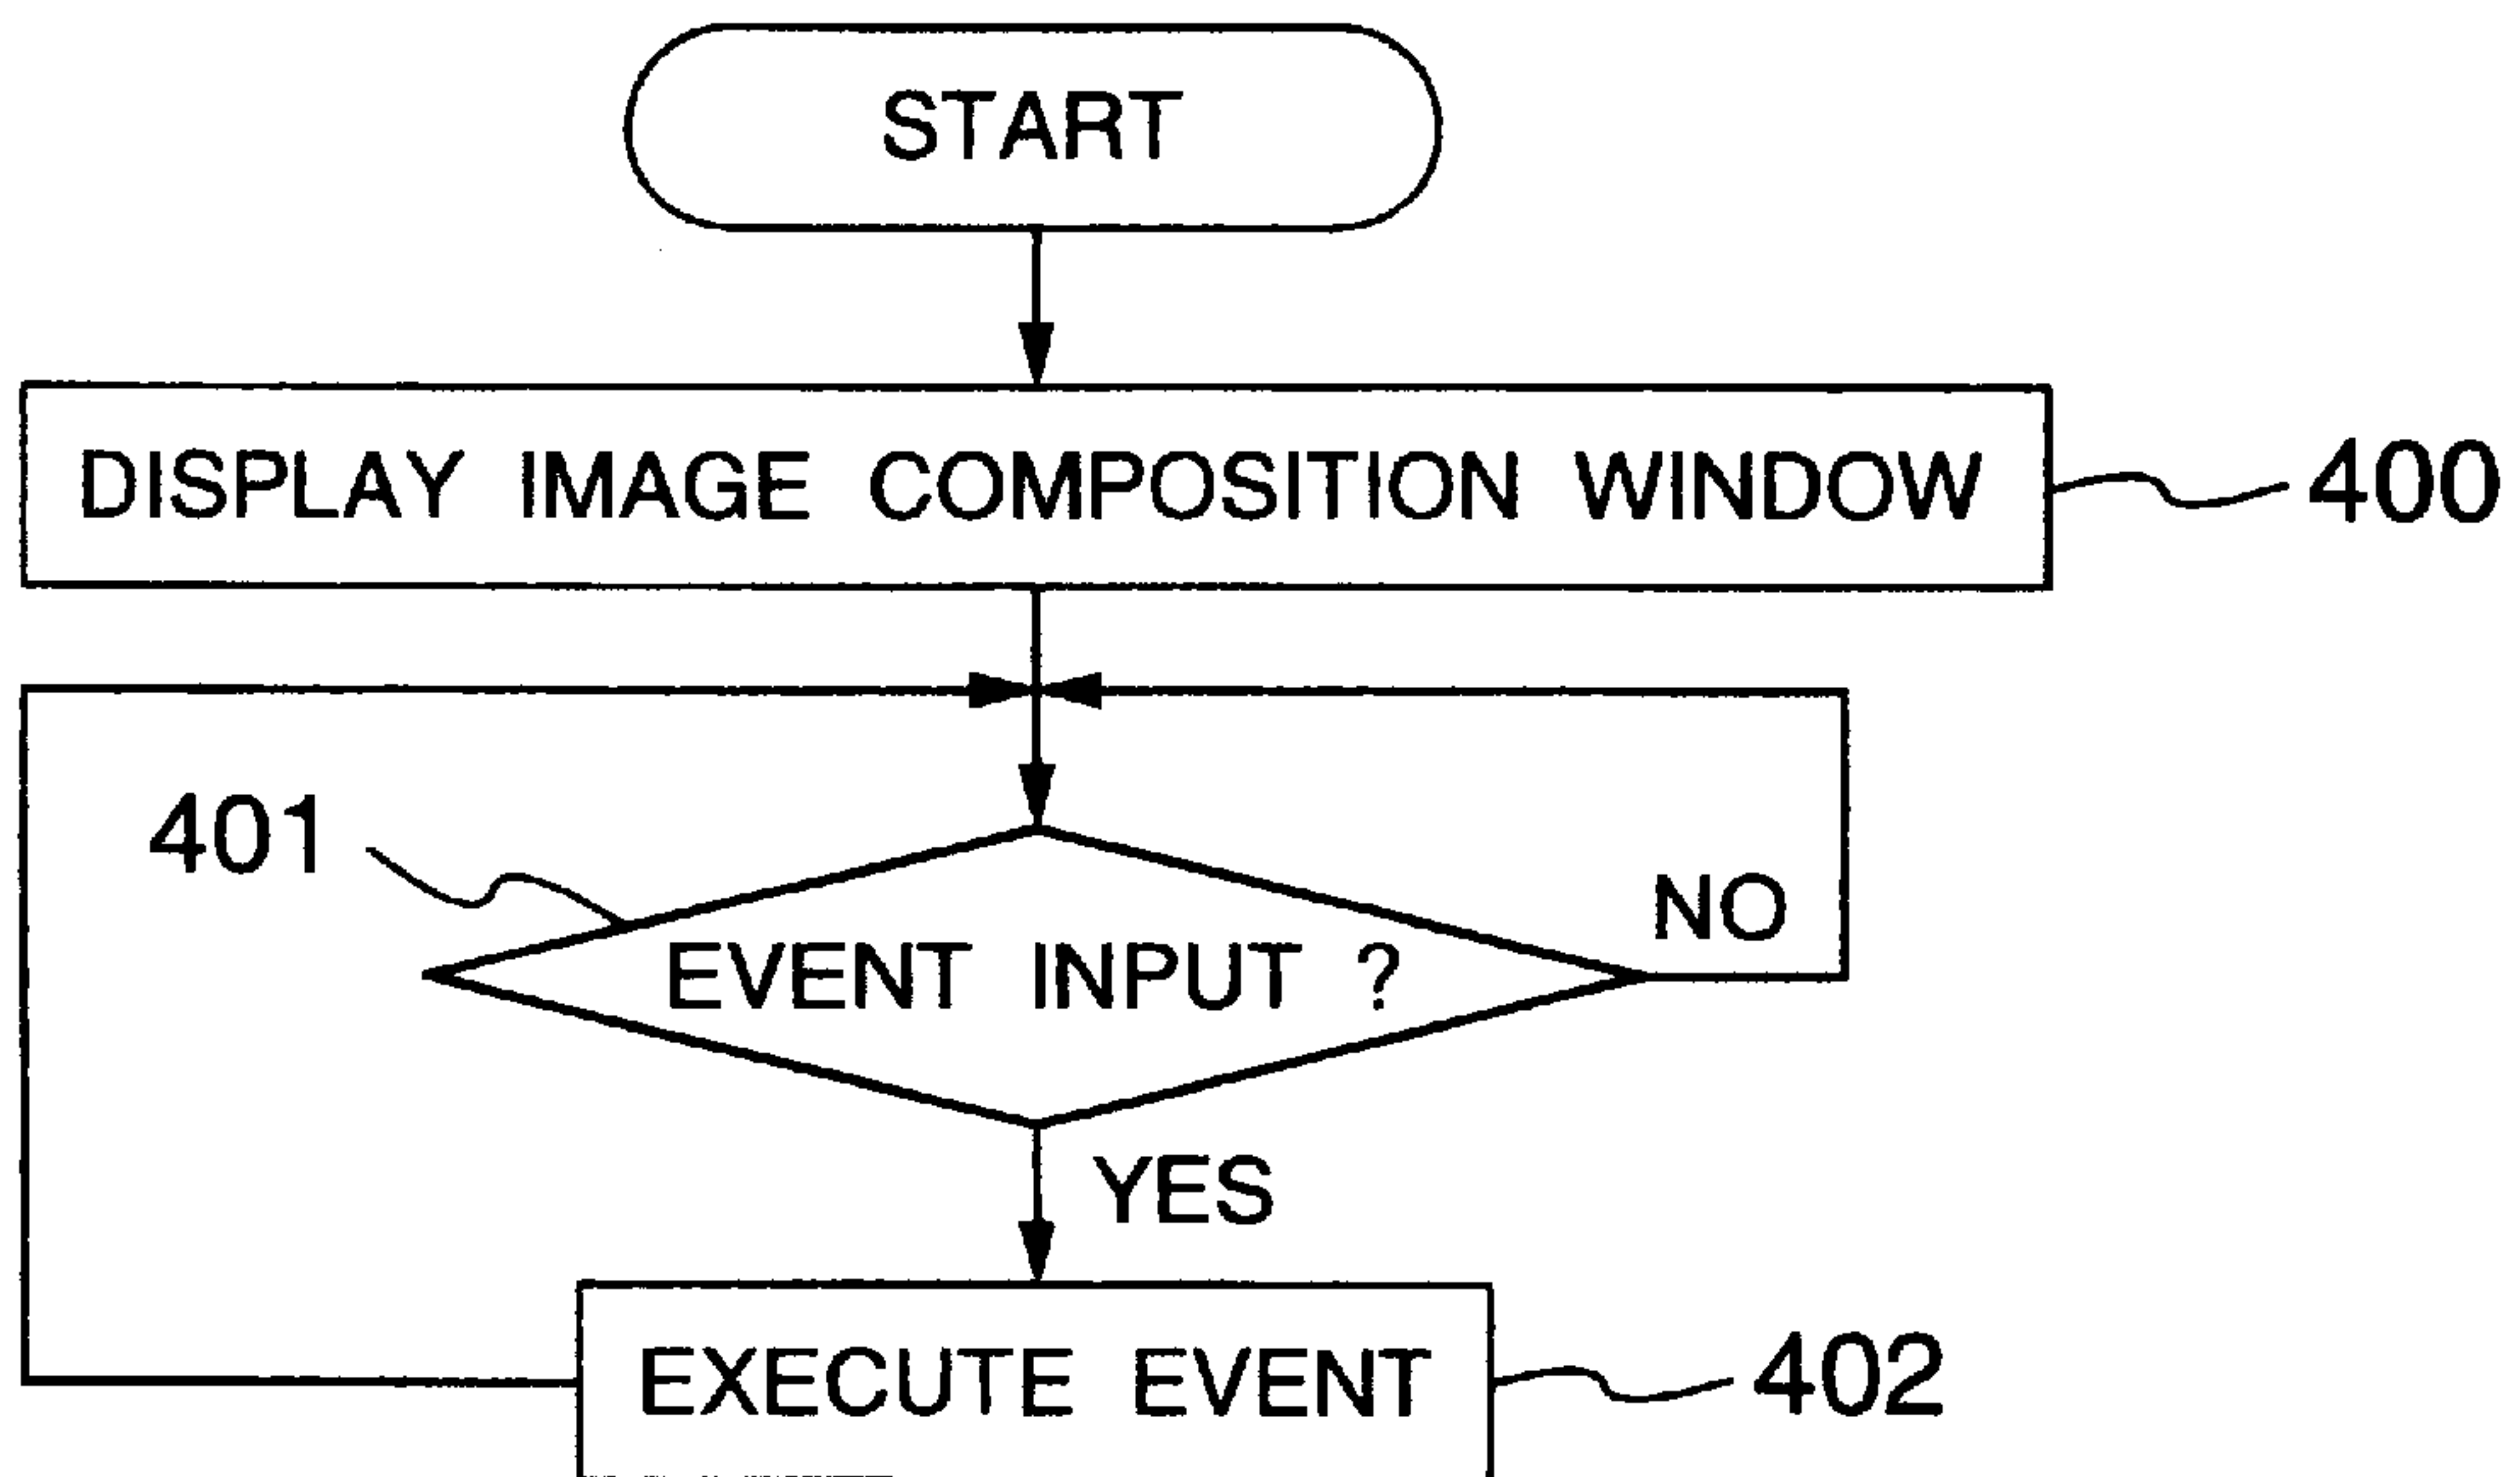 START
DISPLAY IMAGE COMPOSITION WINDOW
400
401
NO
EVENT INPUT ?
YES
EXECUTE EVENT
402